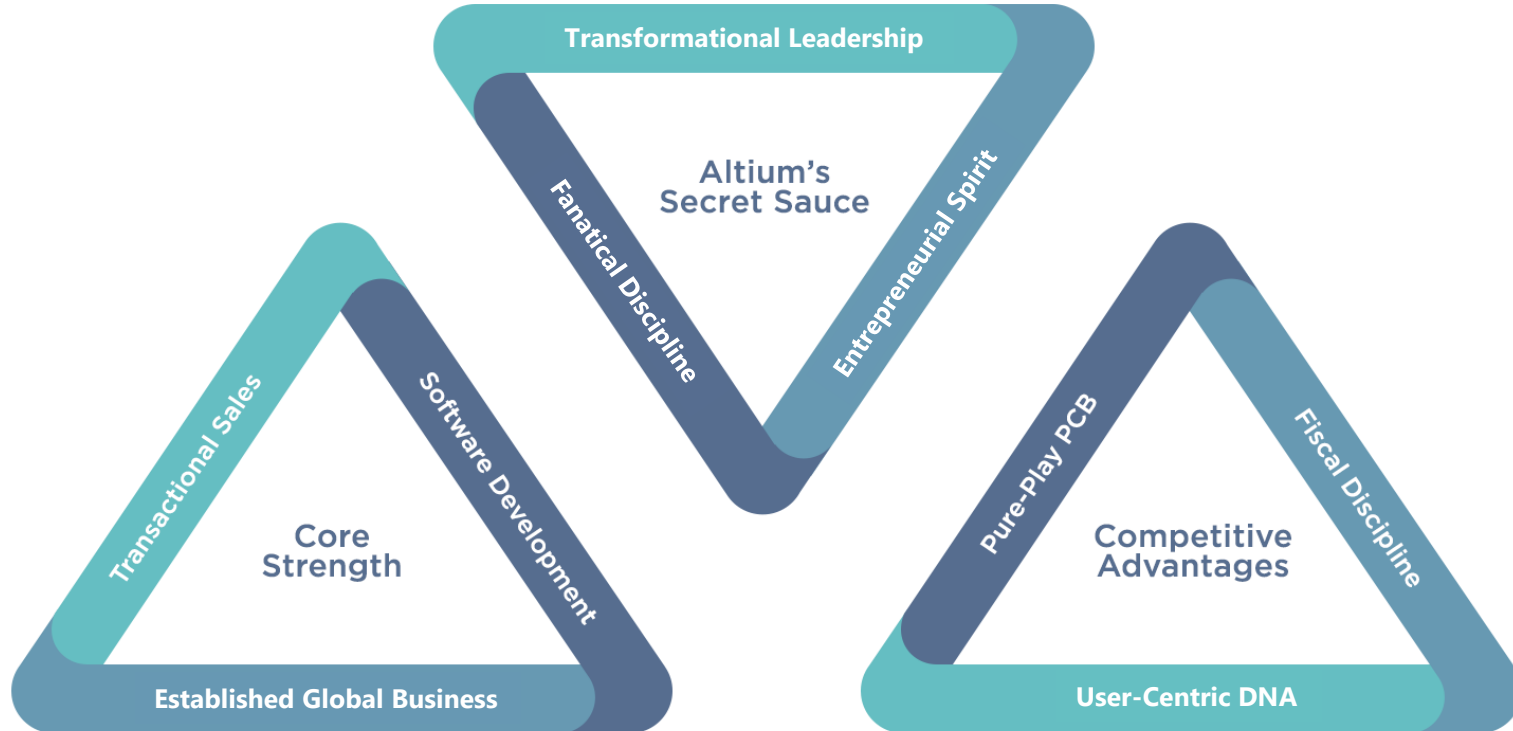 Transformational Leadership
Altium's
Secret Sauce
Fanatical Discipline
Entrepreneurial Spirit
Transactional Sales
Software Development
Core
Strength
Established Global Business
Pure-Play PCB
Fiscal Discipline
Competitive
Advantages
User-Centric DNA